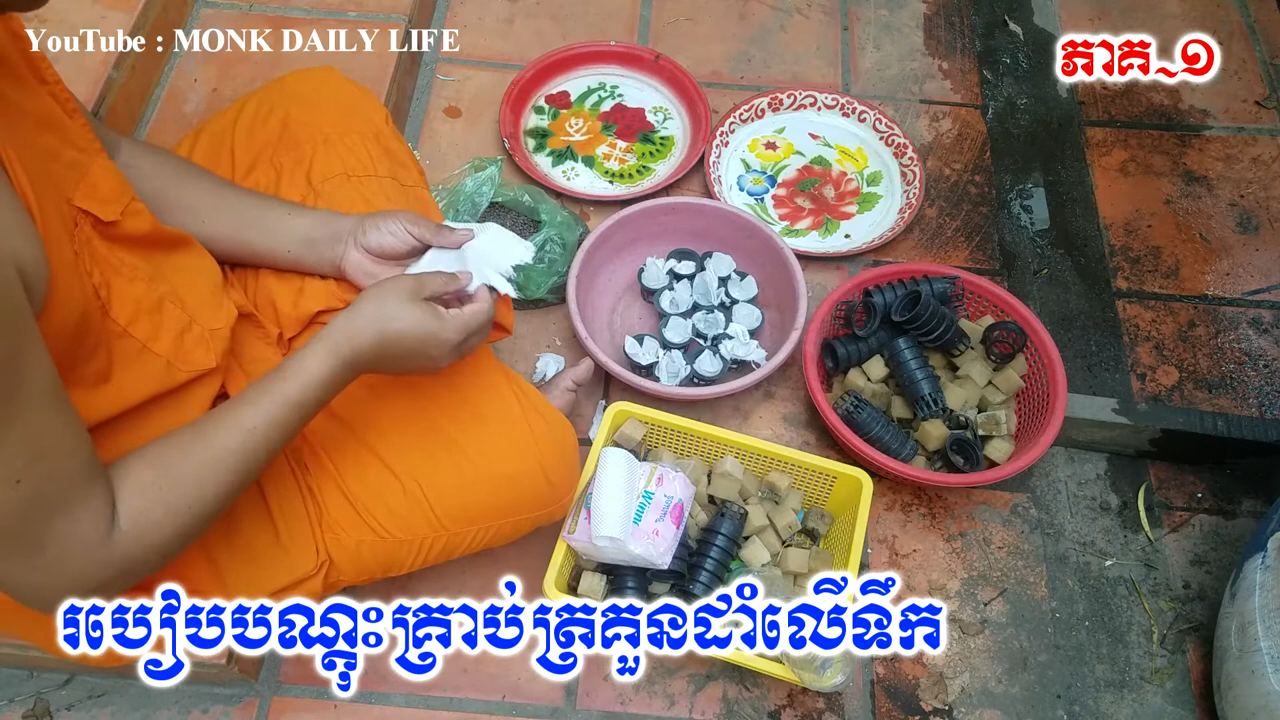 YouTube : MONK DAILY LIFE
ភាគ_១
Winny
របៀបបណ្តុះគ្រាប់ត្រកួនដាំលើទឹក